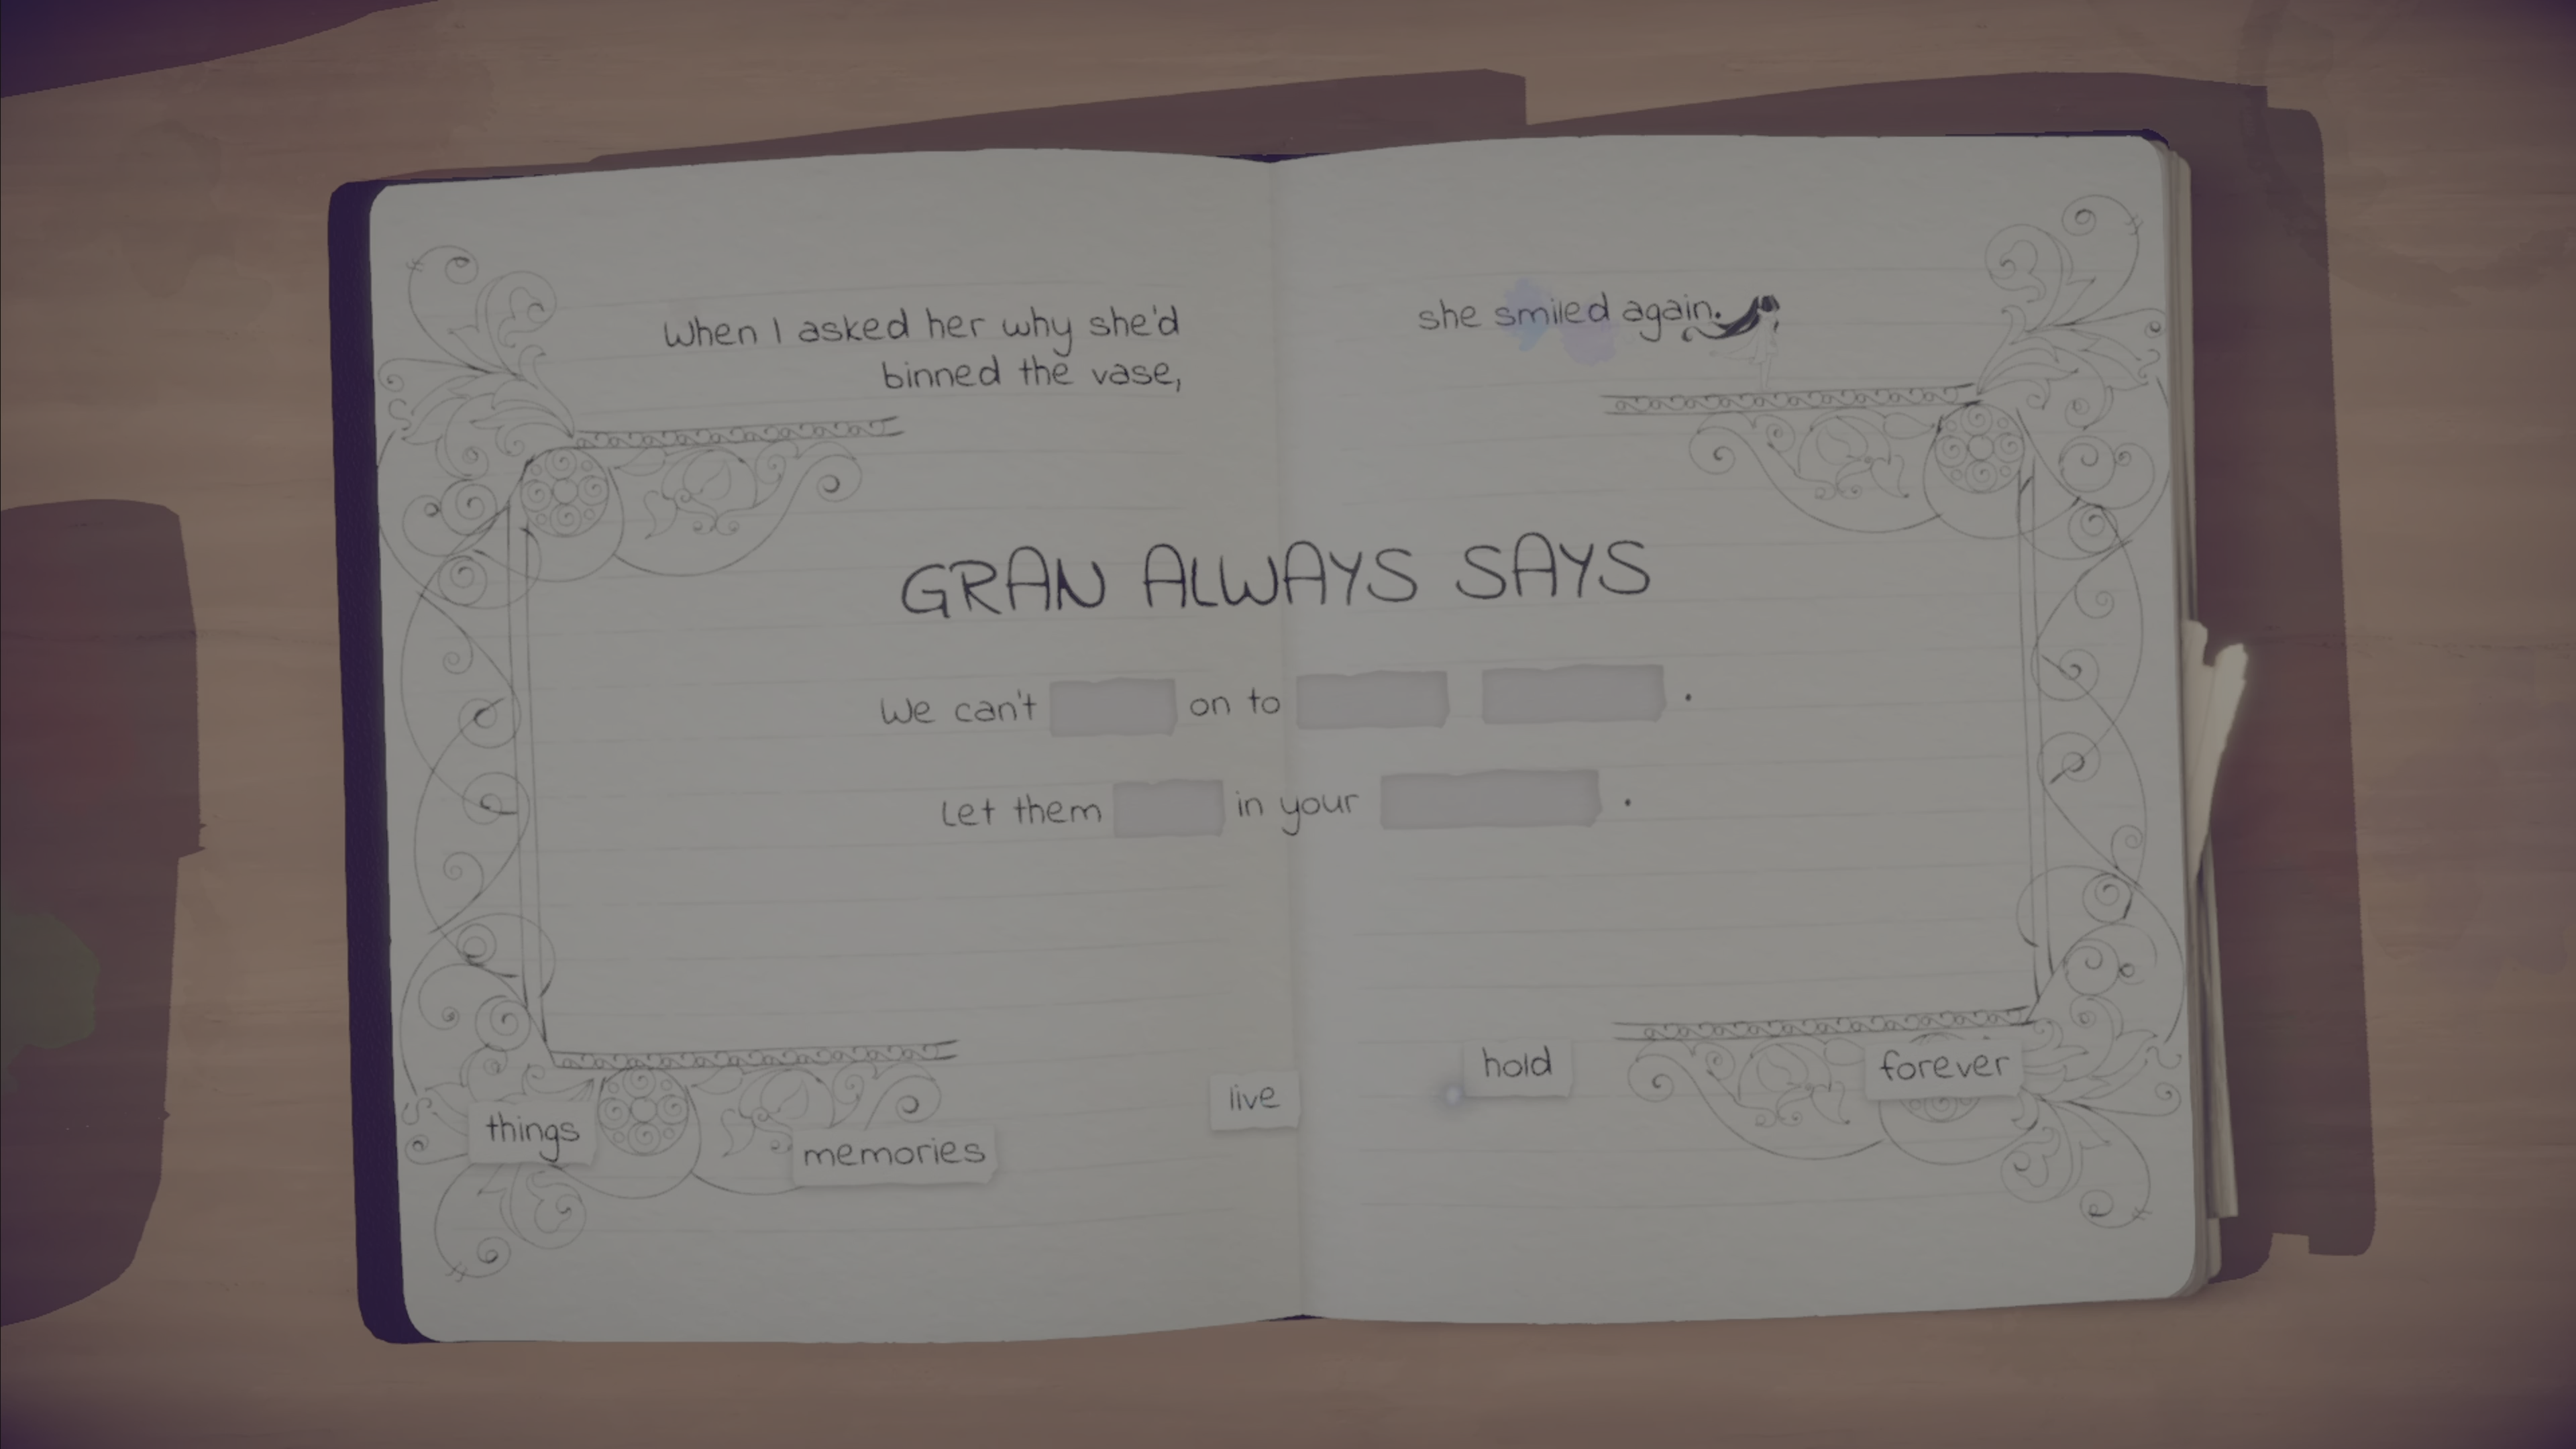 When I asked her why she'd
binned the vase,
she smiled again.
GRAN ALWAYS SAYS
We can't on to .
Let them in your .
things
memories
live
hold
forever